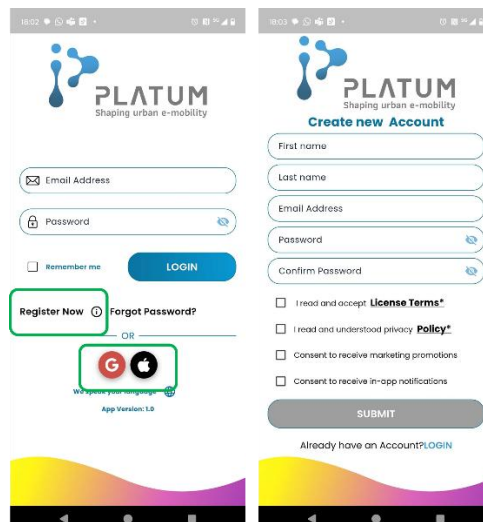 18:02
PLATUM
Shaping urban e-mobility
Email Address
Password
Remember me
LOGIN
Register Now
Forgot Password?
OR
G
We speak your language
App Version: 1.0
18:03
PLATUM
Shaping urban e-mobility
Create new Account
First name
Last name
Email Address
Password
Confirm Password
I read and accept License Terms*
I read and understood privacy Policy*
Consent to receive marketing promotions
Consent to receive in-app notifications
SUBMIT
Already have an Account?LOGIN